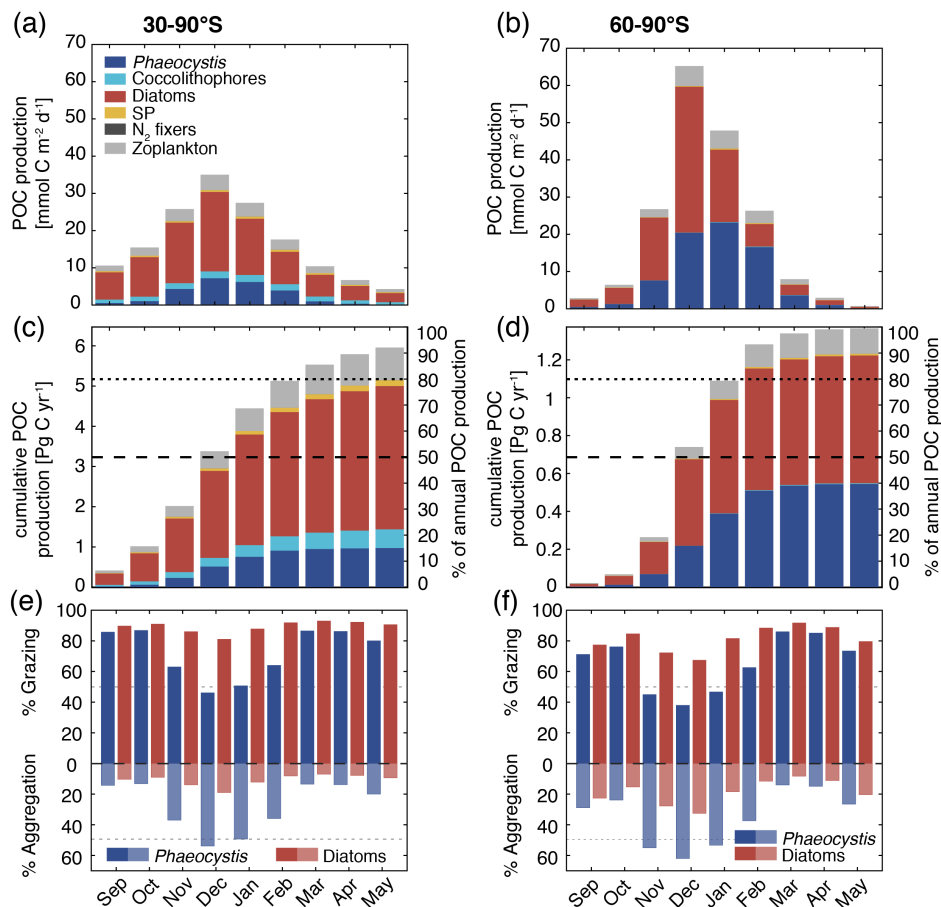 (a) 30-90°S
70
60
50
40
30
20
10
0
POC production
[mmol C m-2 d-1]
Phaeocystis
Coccolithophores
Diatoms
SP
N2 fixers
Zoplankton
(b) 60-90°S
70
60
50
40
30
20
10
0
POC production
[mmol C m-2 d-1]
(c)
6
5
4
3
2
1
0
cumulative POC
production [Pg C yr-1]
100
90
80
70
60
50
40
30
20
10
0
% of annual POC production
(d)
1.2
1
0.8
0.6
0.4
0.2
0
cumulative POC
production [Pg C yr-1]
100
90
80
70
60
50
40
30
20
10
0
% of annual POC production
(e)
100
80
60
40
20
0
20
40
60
% Grazing
% Aggregation
Phaeocystis Diatoms
Sep Oct Nov Dec Jan Feb Mar Apr May
(f)
100
80
60
40
20
0
20
40
60
% Grazing
% Aggregation
Phaeocystis
Diatoms
Sep Oct Nov Dec Jan Feb Mar Apr May